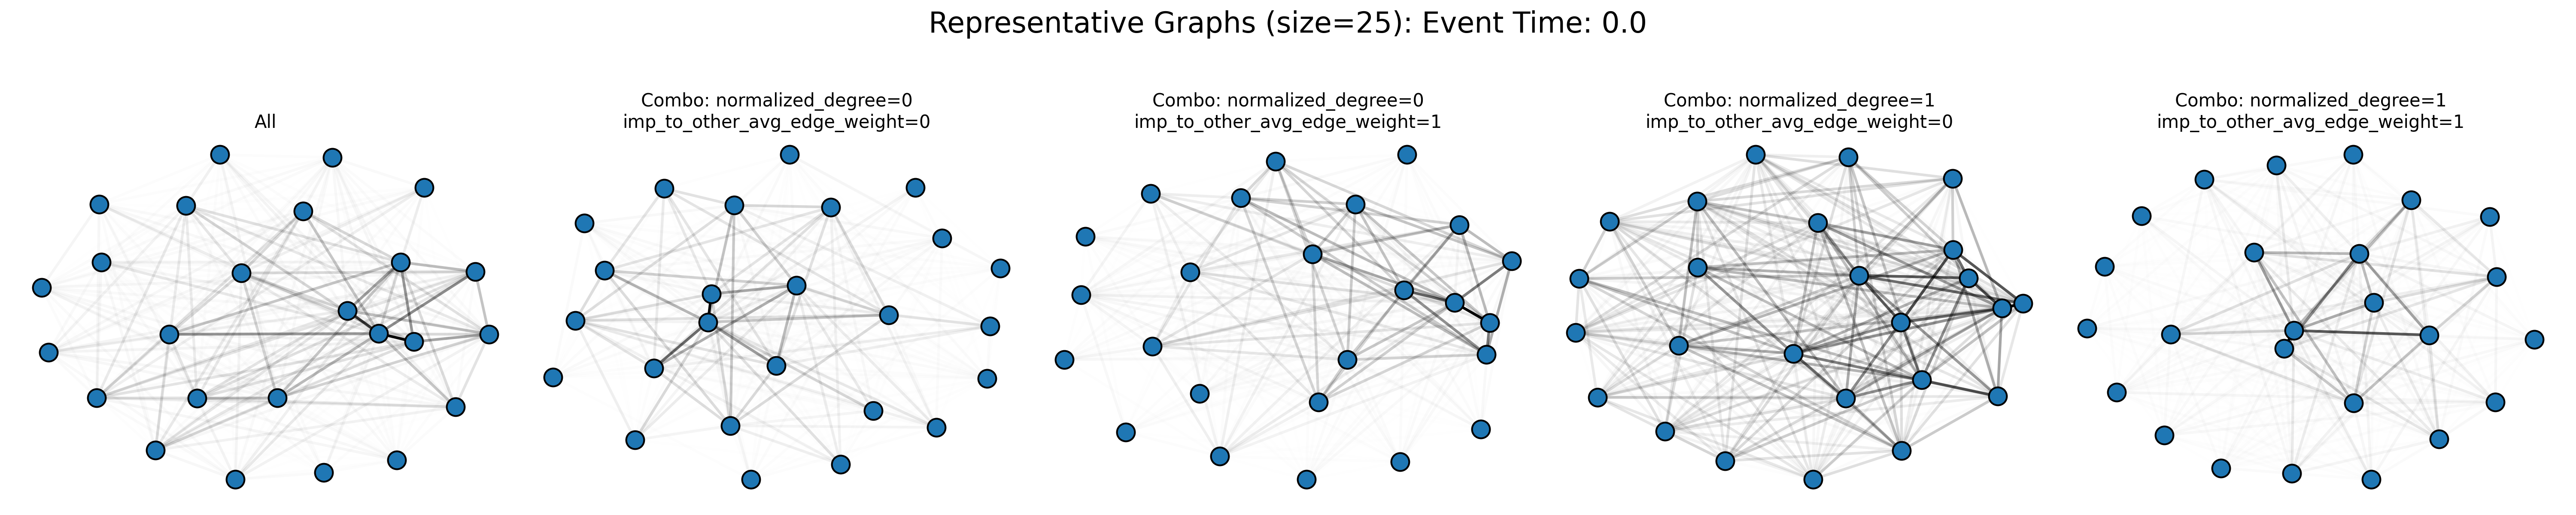 Representative Graphs (size=25): Event Time: 0.0
All
Combo: normalized_degree=0
imp_to_other_avg_edge_weight=0
Combo: normalized_degree=0
imp_to_other_avg_edge_weight=1
Combo: normalized_degree=1
imp_to_other_avg_edge_weight=0
Combo: normalized_degree=1
imp_to_other_avg_edge_weight=1